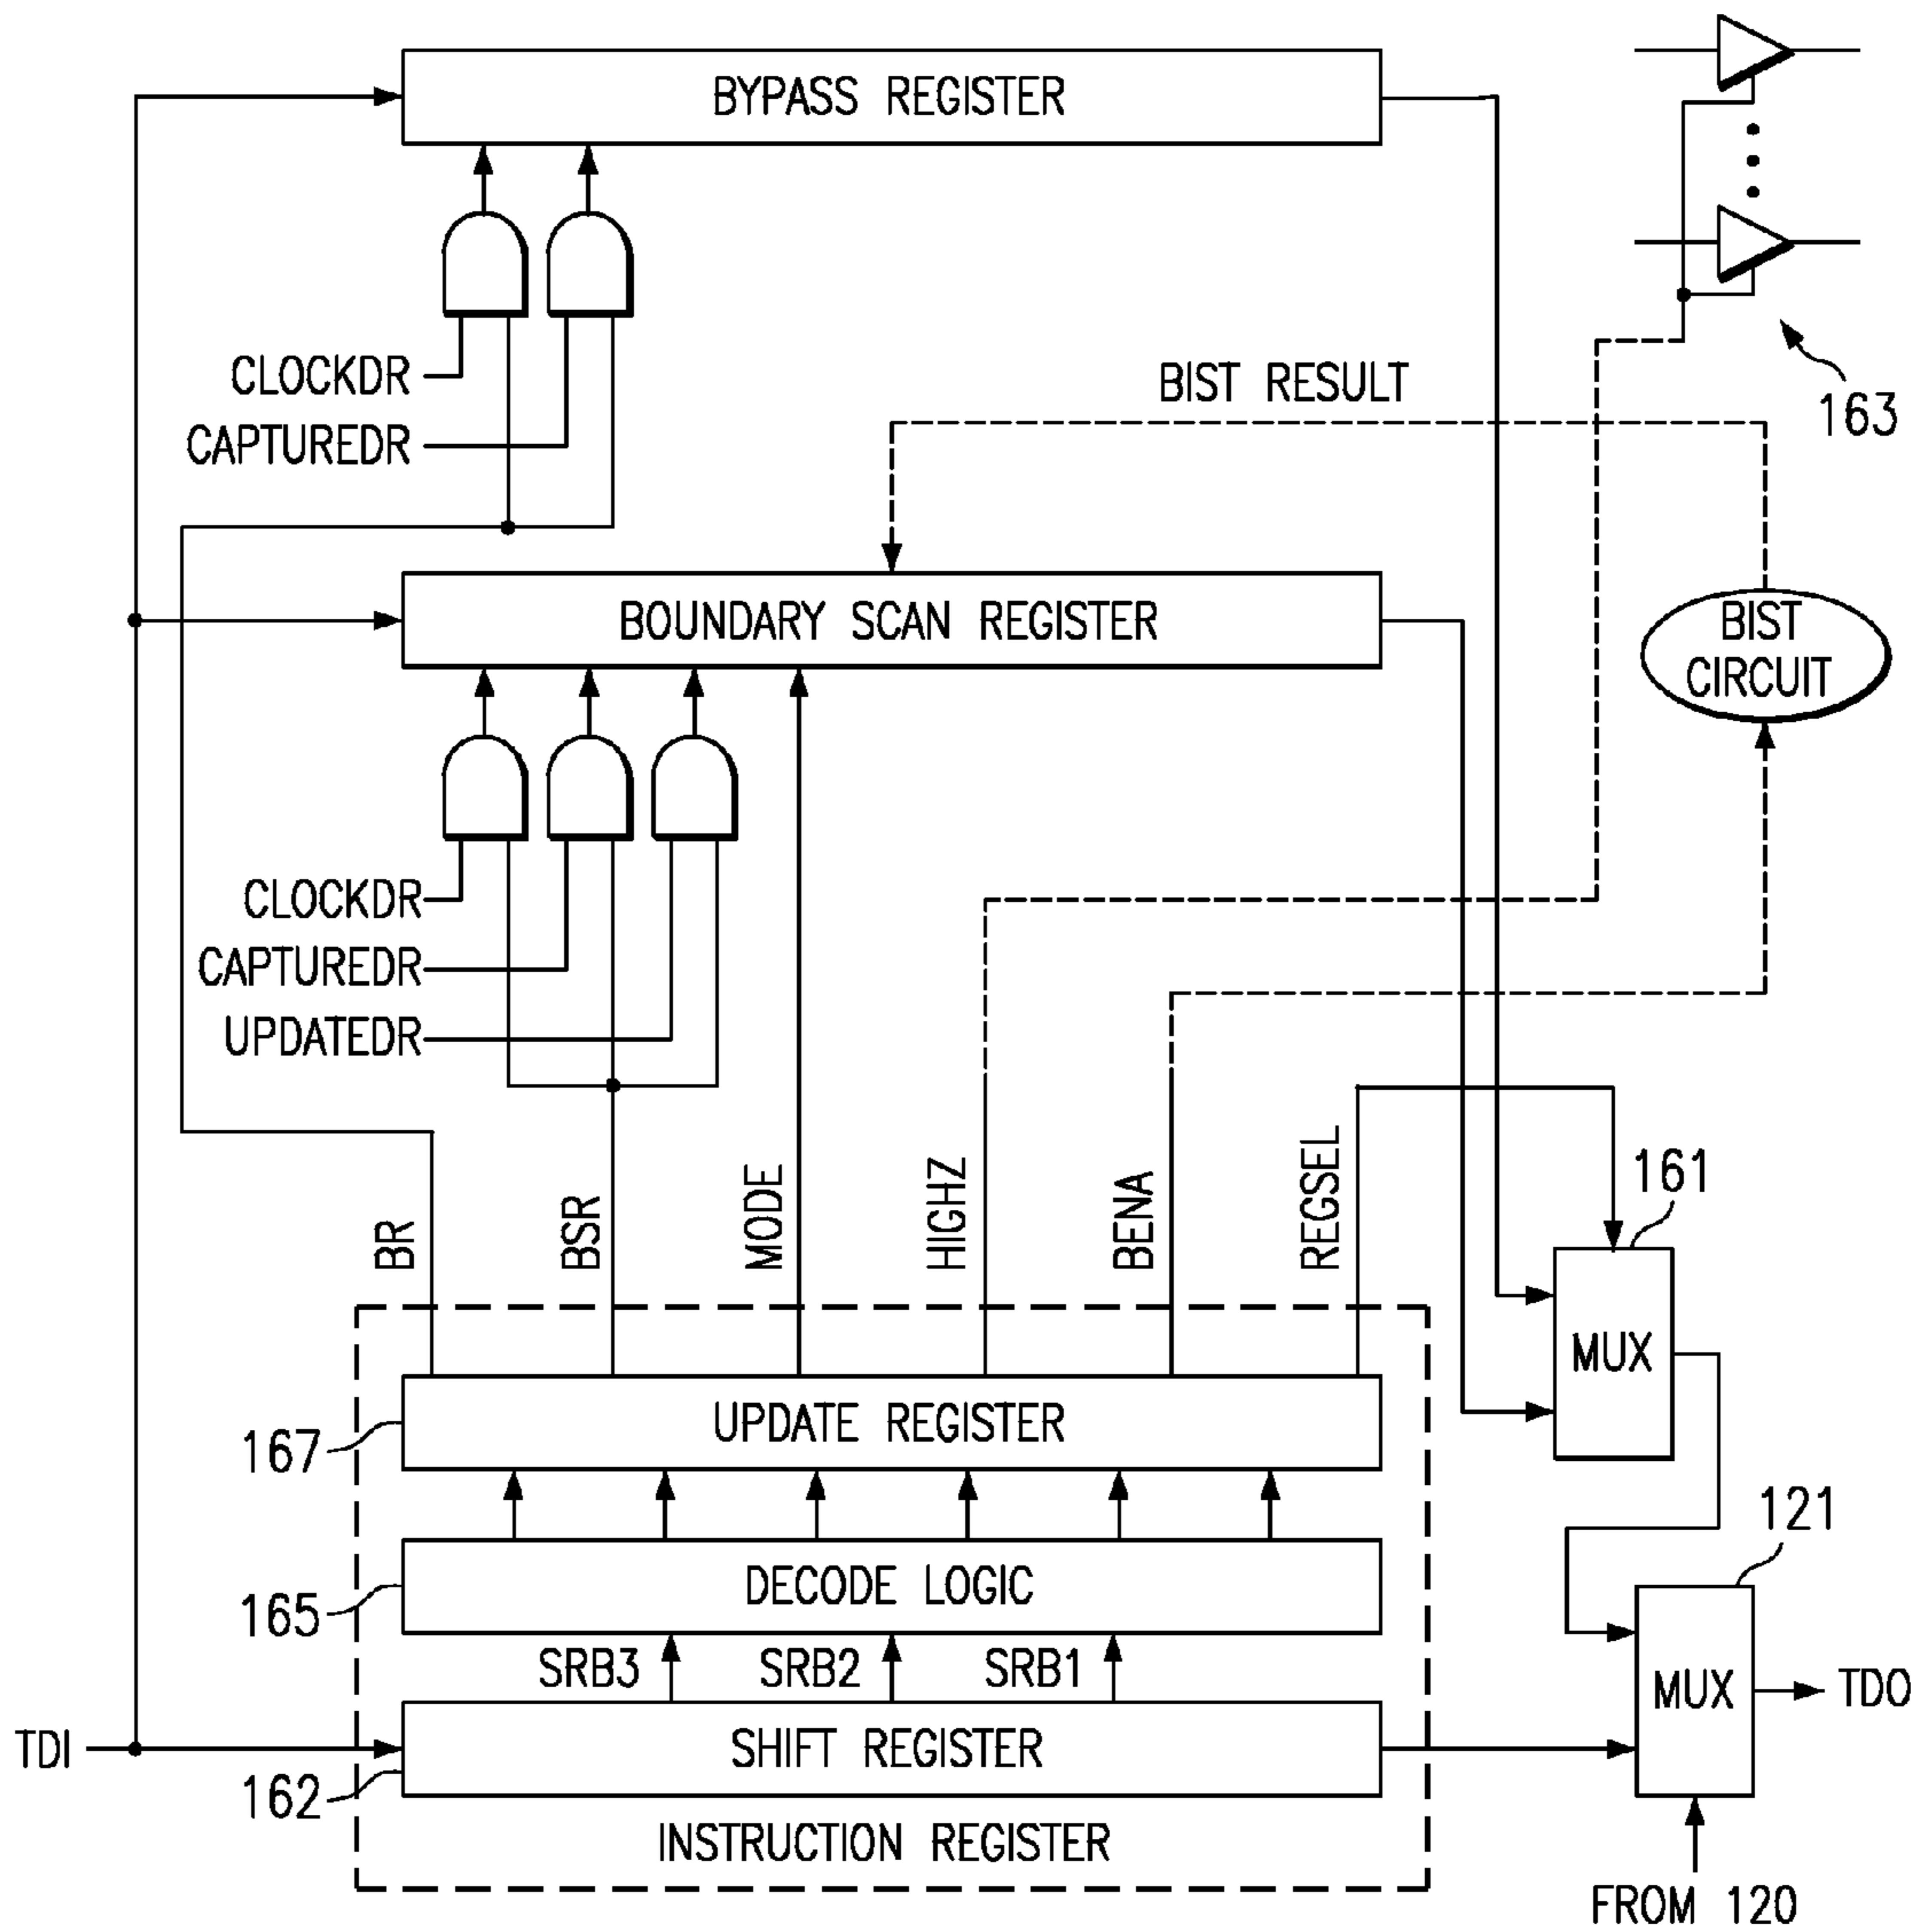 BYPASS REGISTER
CLOCKDR
CAPTUREDR
BIST RESULT
163
BOUNDARY SCAN REGISTER
BIST
CIRCUIT
CLOCKDR
CAPTUREDR
UPDATEDR
BR
BSR
MODE
HIGHZ
BENA
REGSEL
161
MUX
UPDATE REGISTER
167
121
DECODE LOGIC
165
SRB3
SRB2
SRB1
MUX
TDO
TDI
SHIFT REGISTER
162
INSTRUCTION REGISTER
FROM 120